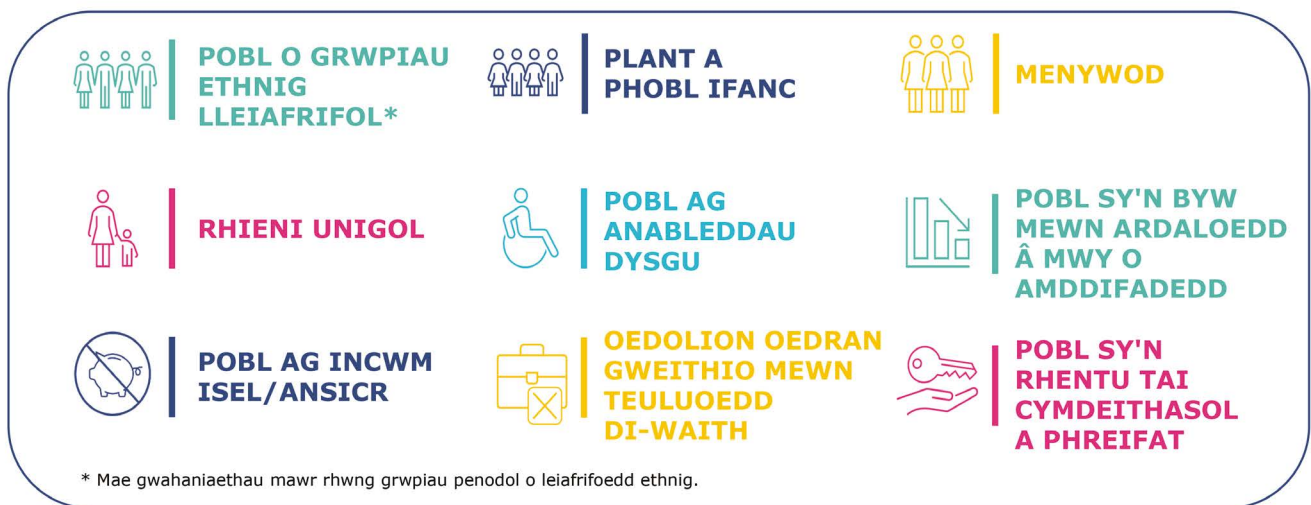 POBL O GRWPIAU
ETHNIG
LLEIAFRIFOL*
PLANT A
PHOBL IFANC
MENYWOD
RHIENI UNIGOL
POBL AG
ANABLEDDAU
DYSGU
POBL SY'N BYW
MEWN ARDALOEDD
Â MWY O
AMDDIFADEDD
POBL AG INCWM
ISEL/ANSICR
OEDOLION OEDRAN
GWEITHIO MEWN
TEULUOEDD
DI-WAITH
POBL SY'N
RHENTU TAI
CYMDEITHASOL
A PHREIFAT
* Mae gwahaniaethau mawr rhwng grwpiau penodol o leiafrifoedd ethnig.